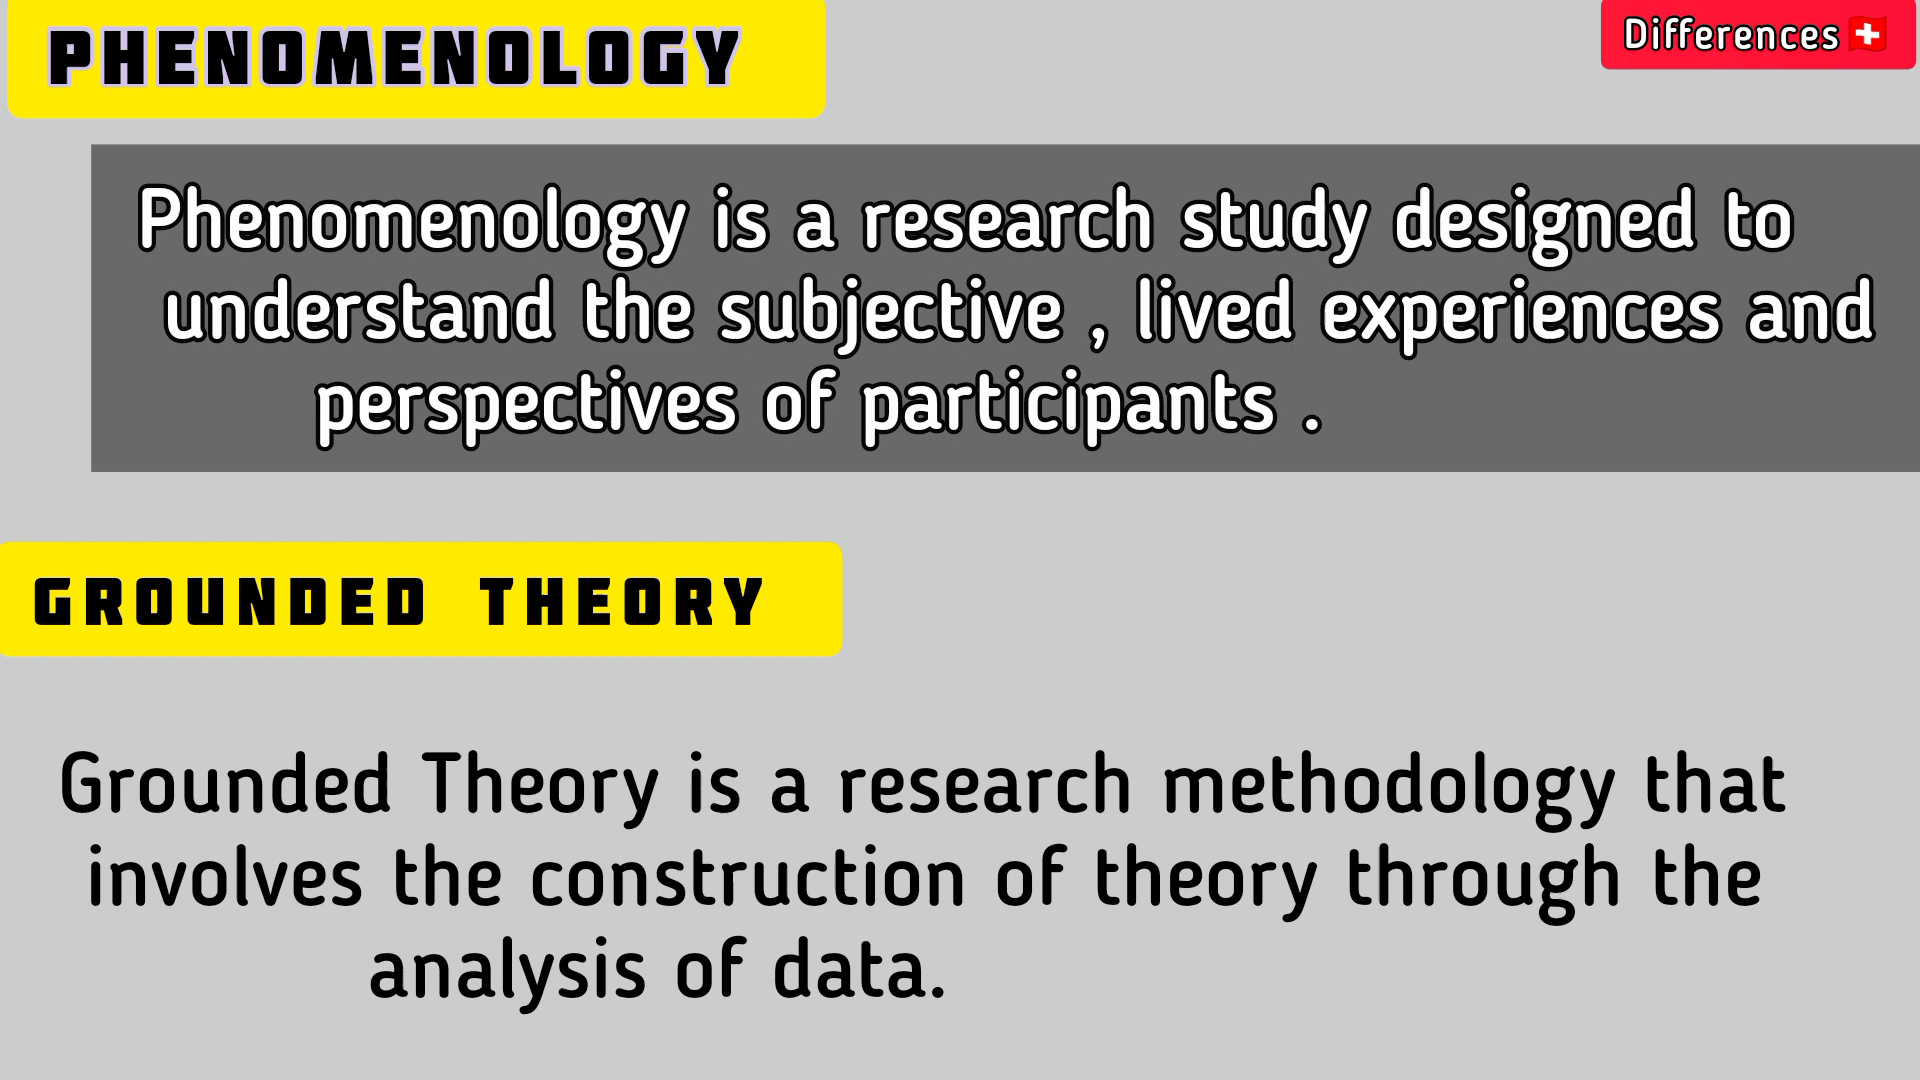 PHENOMENOLOGY
Differences🇨🇭
Phenomenology is a research study designed to
understand the subjective , lived experiences and
perspectives of participants .
GROUNDED THEORY
Grounded Theory is a research methodology that
involves the construction of theory through the
analysis of data.